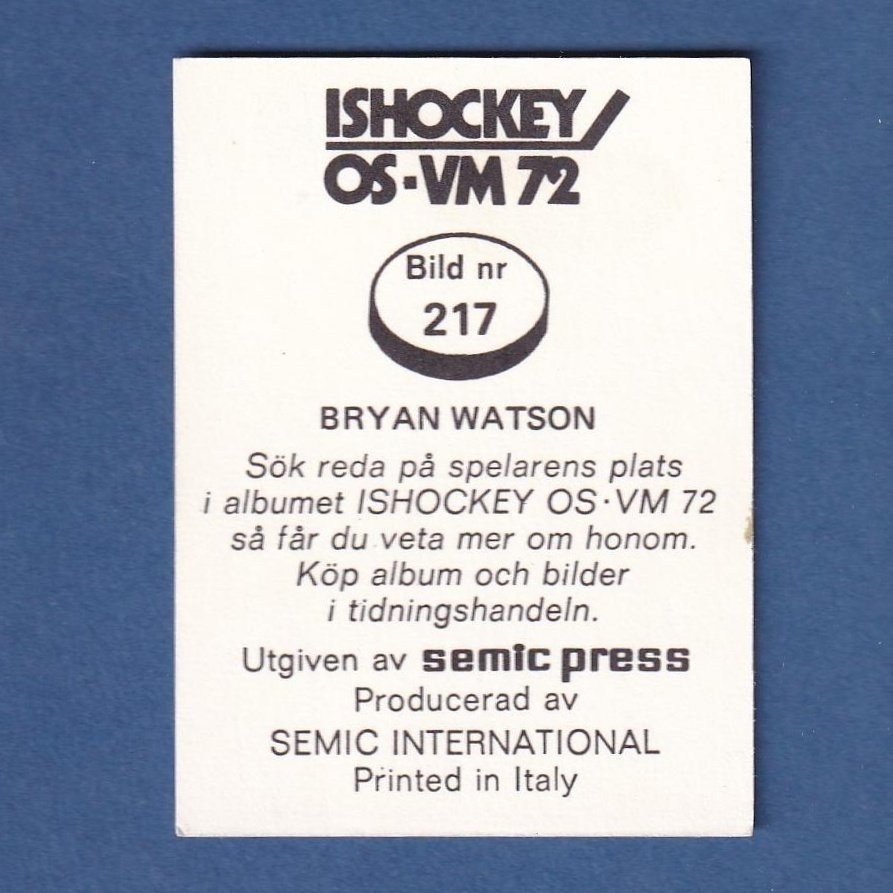 ISHOCKEY
OS·VM 72
Bild nr
217
BRYAN WATSON
Sök reda på spelarens plats
i albumet ISHOCKEY OS·VM 72
så får du veta mer om honom.
Köp album och bilder
i tidningshandeln.
Utgiven av semic press
Producerad av
SEMIC INTERNATIONAL
Printed in Italy